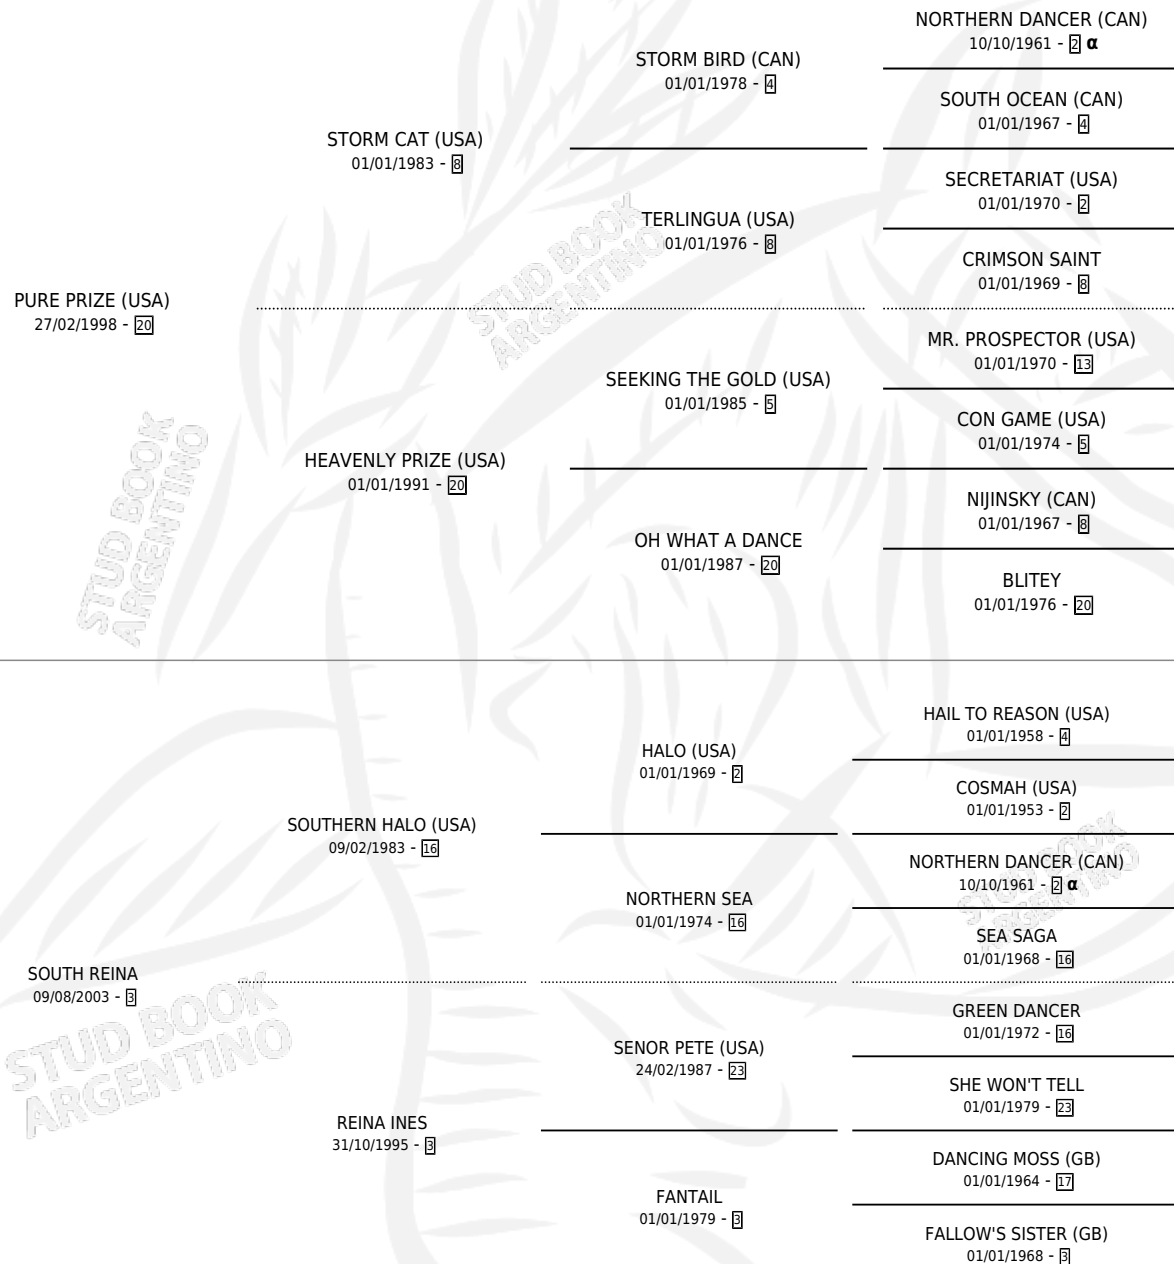 NORTHERN DANCER (CAN)
10/10/1961 - 2 α
STORM BIRD (CAN)
01/01/1978 - 4
SOUTH OCEAN (CAN)
01/01/1967 - 4
STORM CAT (USA)
01/01/1983 - 8
SECRETARIAT (USA)
01/01/1970 - 2
TERLINGUA (USA)
01/01/1976 - 8
CRIMSON SAINT
01/01/1969 - 8
PURE PRIZE (USA)
27/02/1998 - 20
MR. PROSPECTOR (USA)
01/01/1970 - 13
SEEKING THE GOLD (USA)
01/01/1985 - 5
CON GAME (USA)
01/01/1974 - 5
HEAVENLY PRIZE (USA)
01/01/1991 - 20
NIJINSKY (CAN)
01/01/1967 - 8
OH WHAT A DANCE
01/01/1987 - 20
BLITEY
01/01/1976 - 20
HAIL TO REASON (USA)
01/01/1958 - 4
HALO (USA)
01/01/1969 - 2
COSMAH (USA)
01/01/1953 - 2
SOUTHERN HALO (USA)
09/02/1983 - 16
NORTHERN DANCER (CAN)
10/10/1961 - 2 α
NORTHERN SEA
01/01/1974 - 16
SEA SAGA
01/01/1968 - 16
SOUTH REINA
09/08/2003 - 3
GREEN DANCER
01/01/1972 - 16
SENOR PETE (USA)
24/02/1987 - 23
SHE WON'T TELL
01/01/1979 - 23
REINA INES
31/10/1995 - 3
DANCING MOSS (GB)
01/01/1964 - 17
FANTAIL
01/01/1979 - 3
FALLOW'S SISTER (GB)
01/01/1968 - 3
STUD BOOK
ARGENTINO
STUD BOOK
ARGENTINO
STUD BOOK
ARGENTINO
STUD BOOK
ARGENTINO